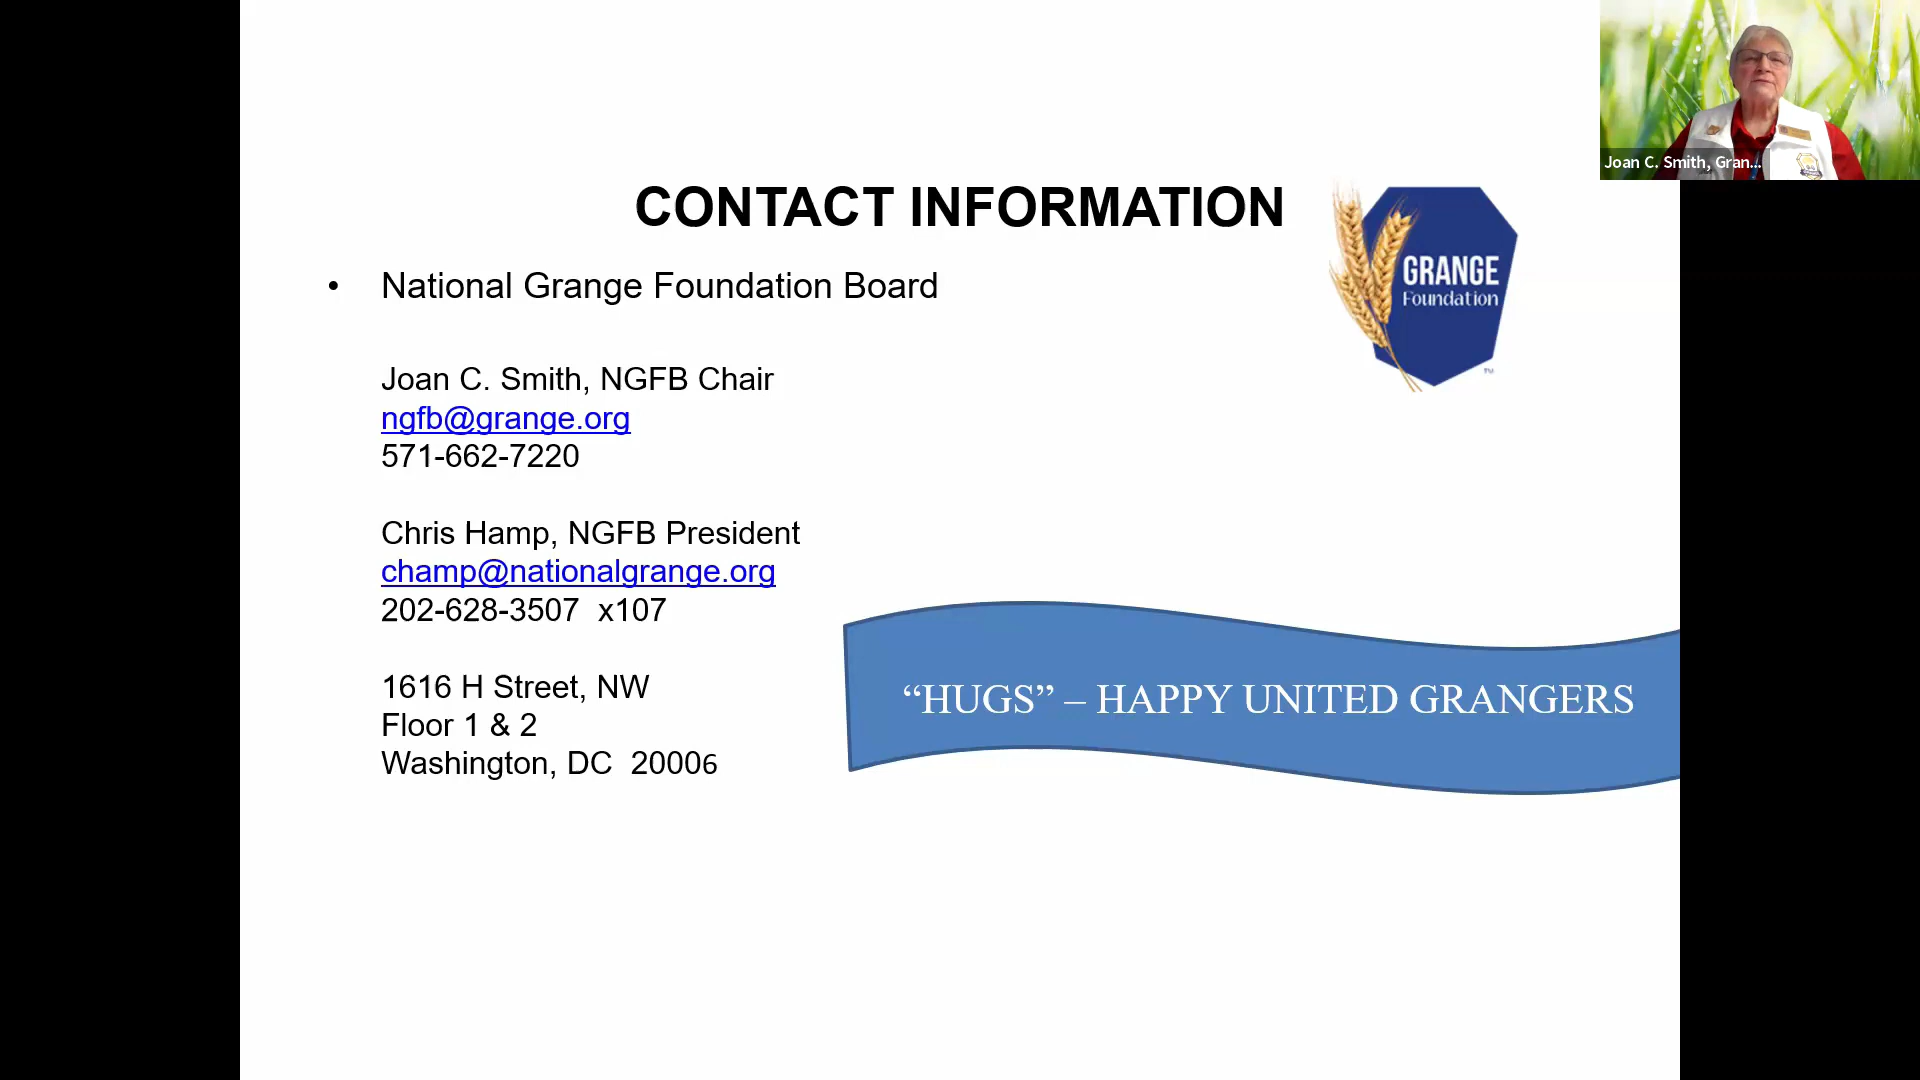 Joan C. Smith, Gran...
CONTACT INFORMATION
GRANGE
Foundation
TM
• National Grange Foundation Board
Joan C. Smith, NGFB Chair
ngfb@grange.org
571-662-7220
Chris Hamp, NGFB President
champ@nationalgrange.org
202-628-3507 x107
1616 H Street, NW
Floor 1 & 2
Washington, DC 20006
“HUGS” – HAPPY UNITED GRANGERS